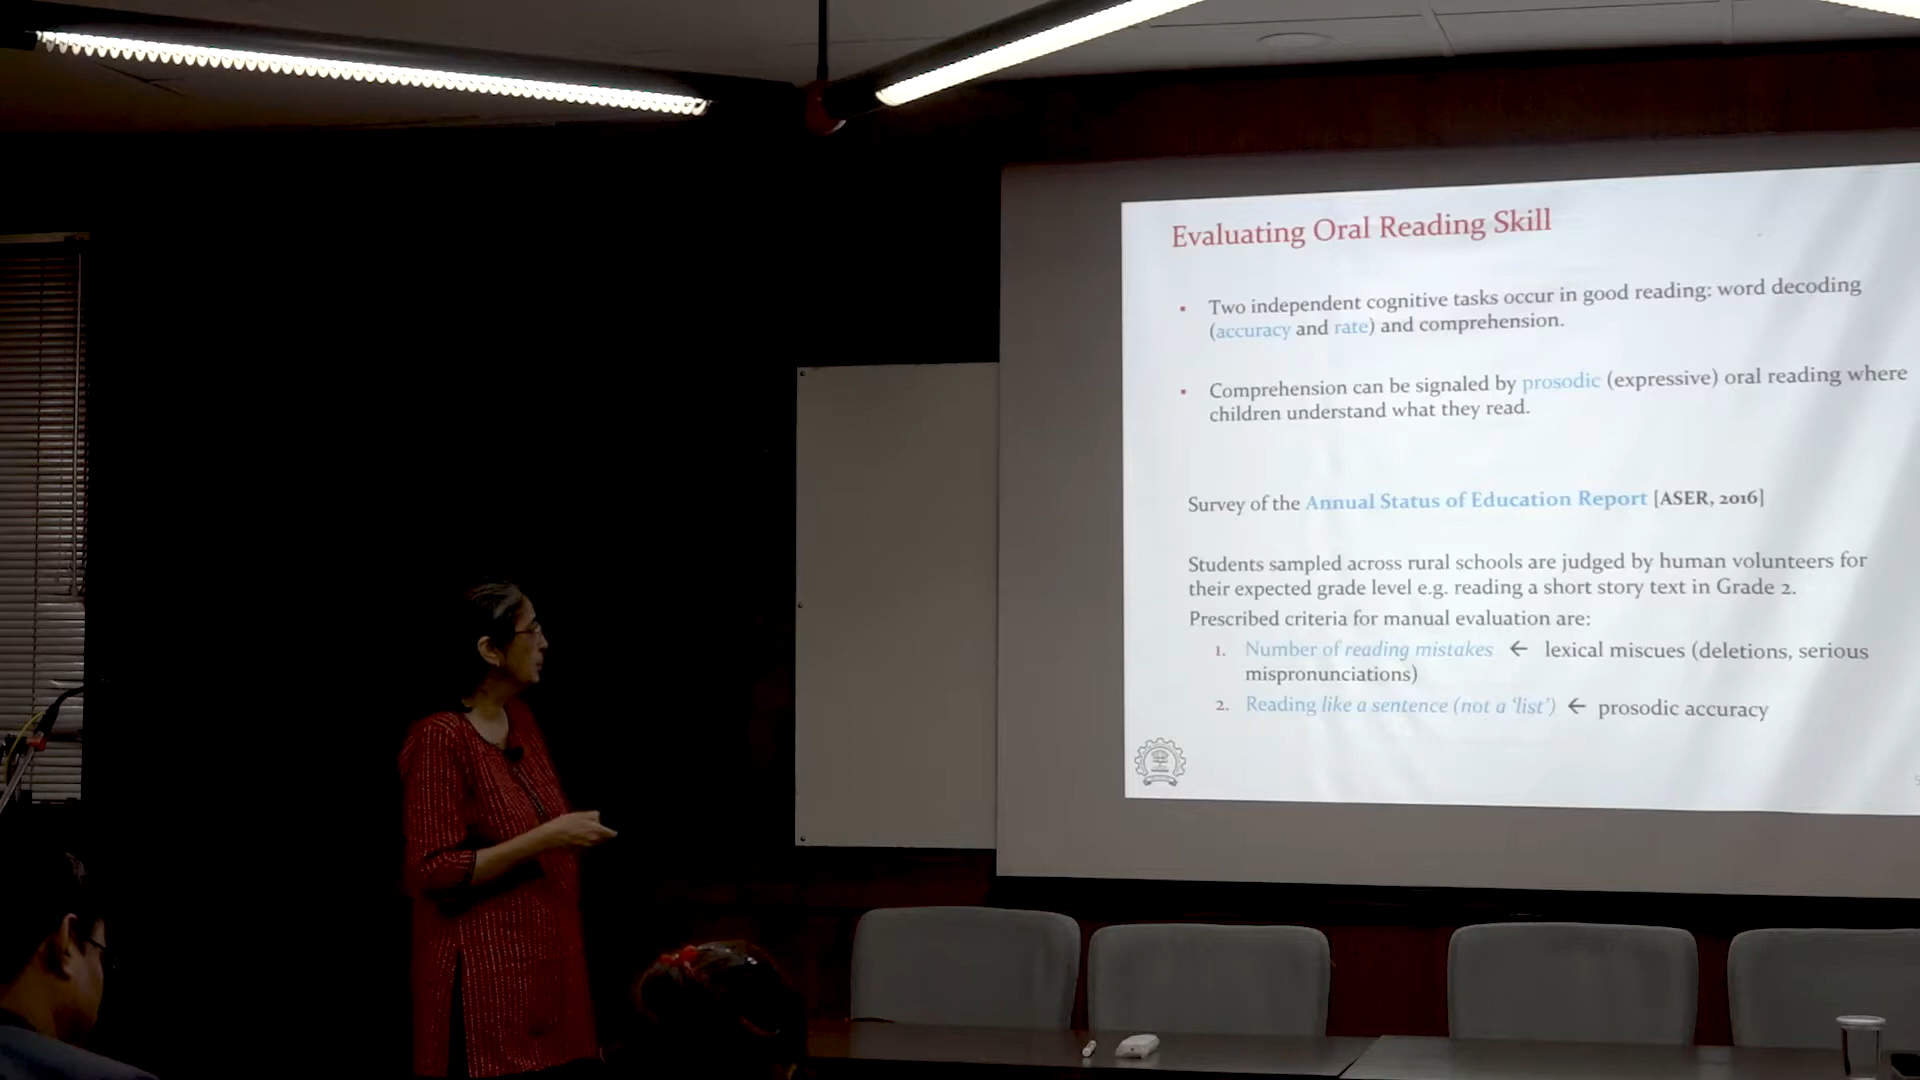 Evaluating Oral Reading Skill
▪ Two independent cognitive tasks occur in good reading: word decoding
(accuracy and rate) and comprehension.
▪ Comprehension can be signaled by prosodic (expressive) oral reading where
children understand what they read.
Survey of the Annual Status of Education Report [ASER, 2016]
Students sampled across rural schools are judged by human volunteers for
their expected grade level e.g. reading a short story text in Grade 2.
Prescribed criteria for manual evaluation are:
1. Number of reading mistakes ← lexical miscues (deletions, serious
mispronunciations)
2. Reading like a sentence (not a ‘list’) ← prosodic accuracy